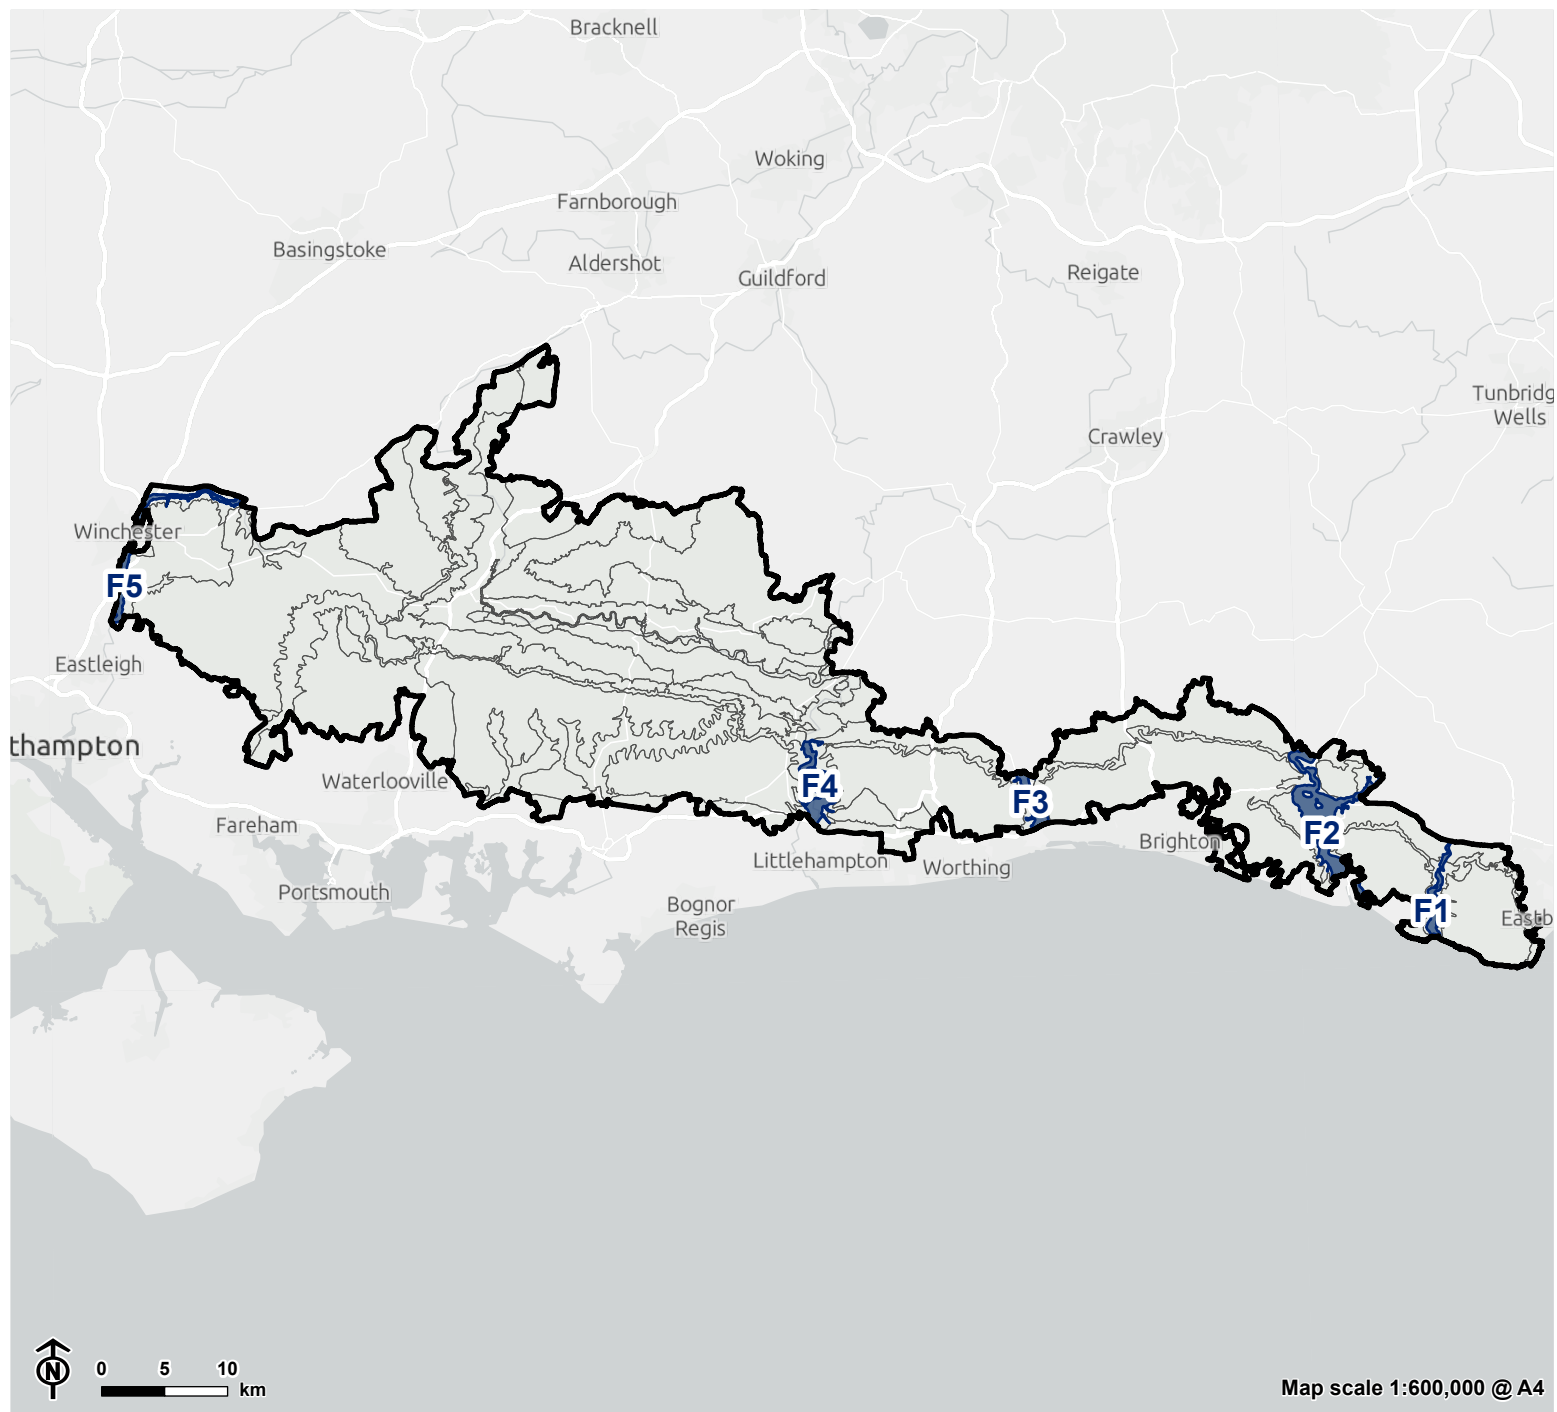 Bracknell
Woking
Farnborough
Basingstoke
Aldershot
Guildford
Reigate
Tunbridg
Wells
Crawley
Winchester
F5
Eastleigh
thampton
Waterlooville
F4
F3
Fareham
F2
Brighton
Littlehampton
Worthing
Portsmouth
Bognor
Regis
F1
Eastb
N
0 5 10
km
Map scale 1:600,000 @ A4